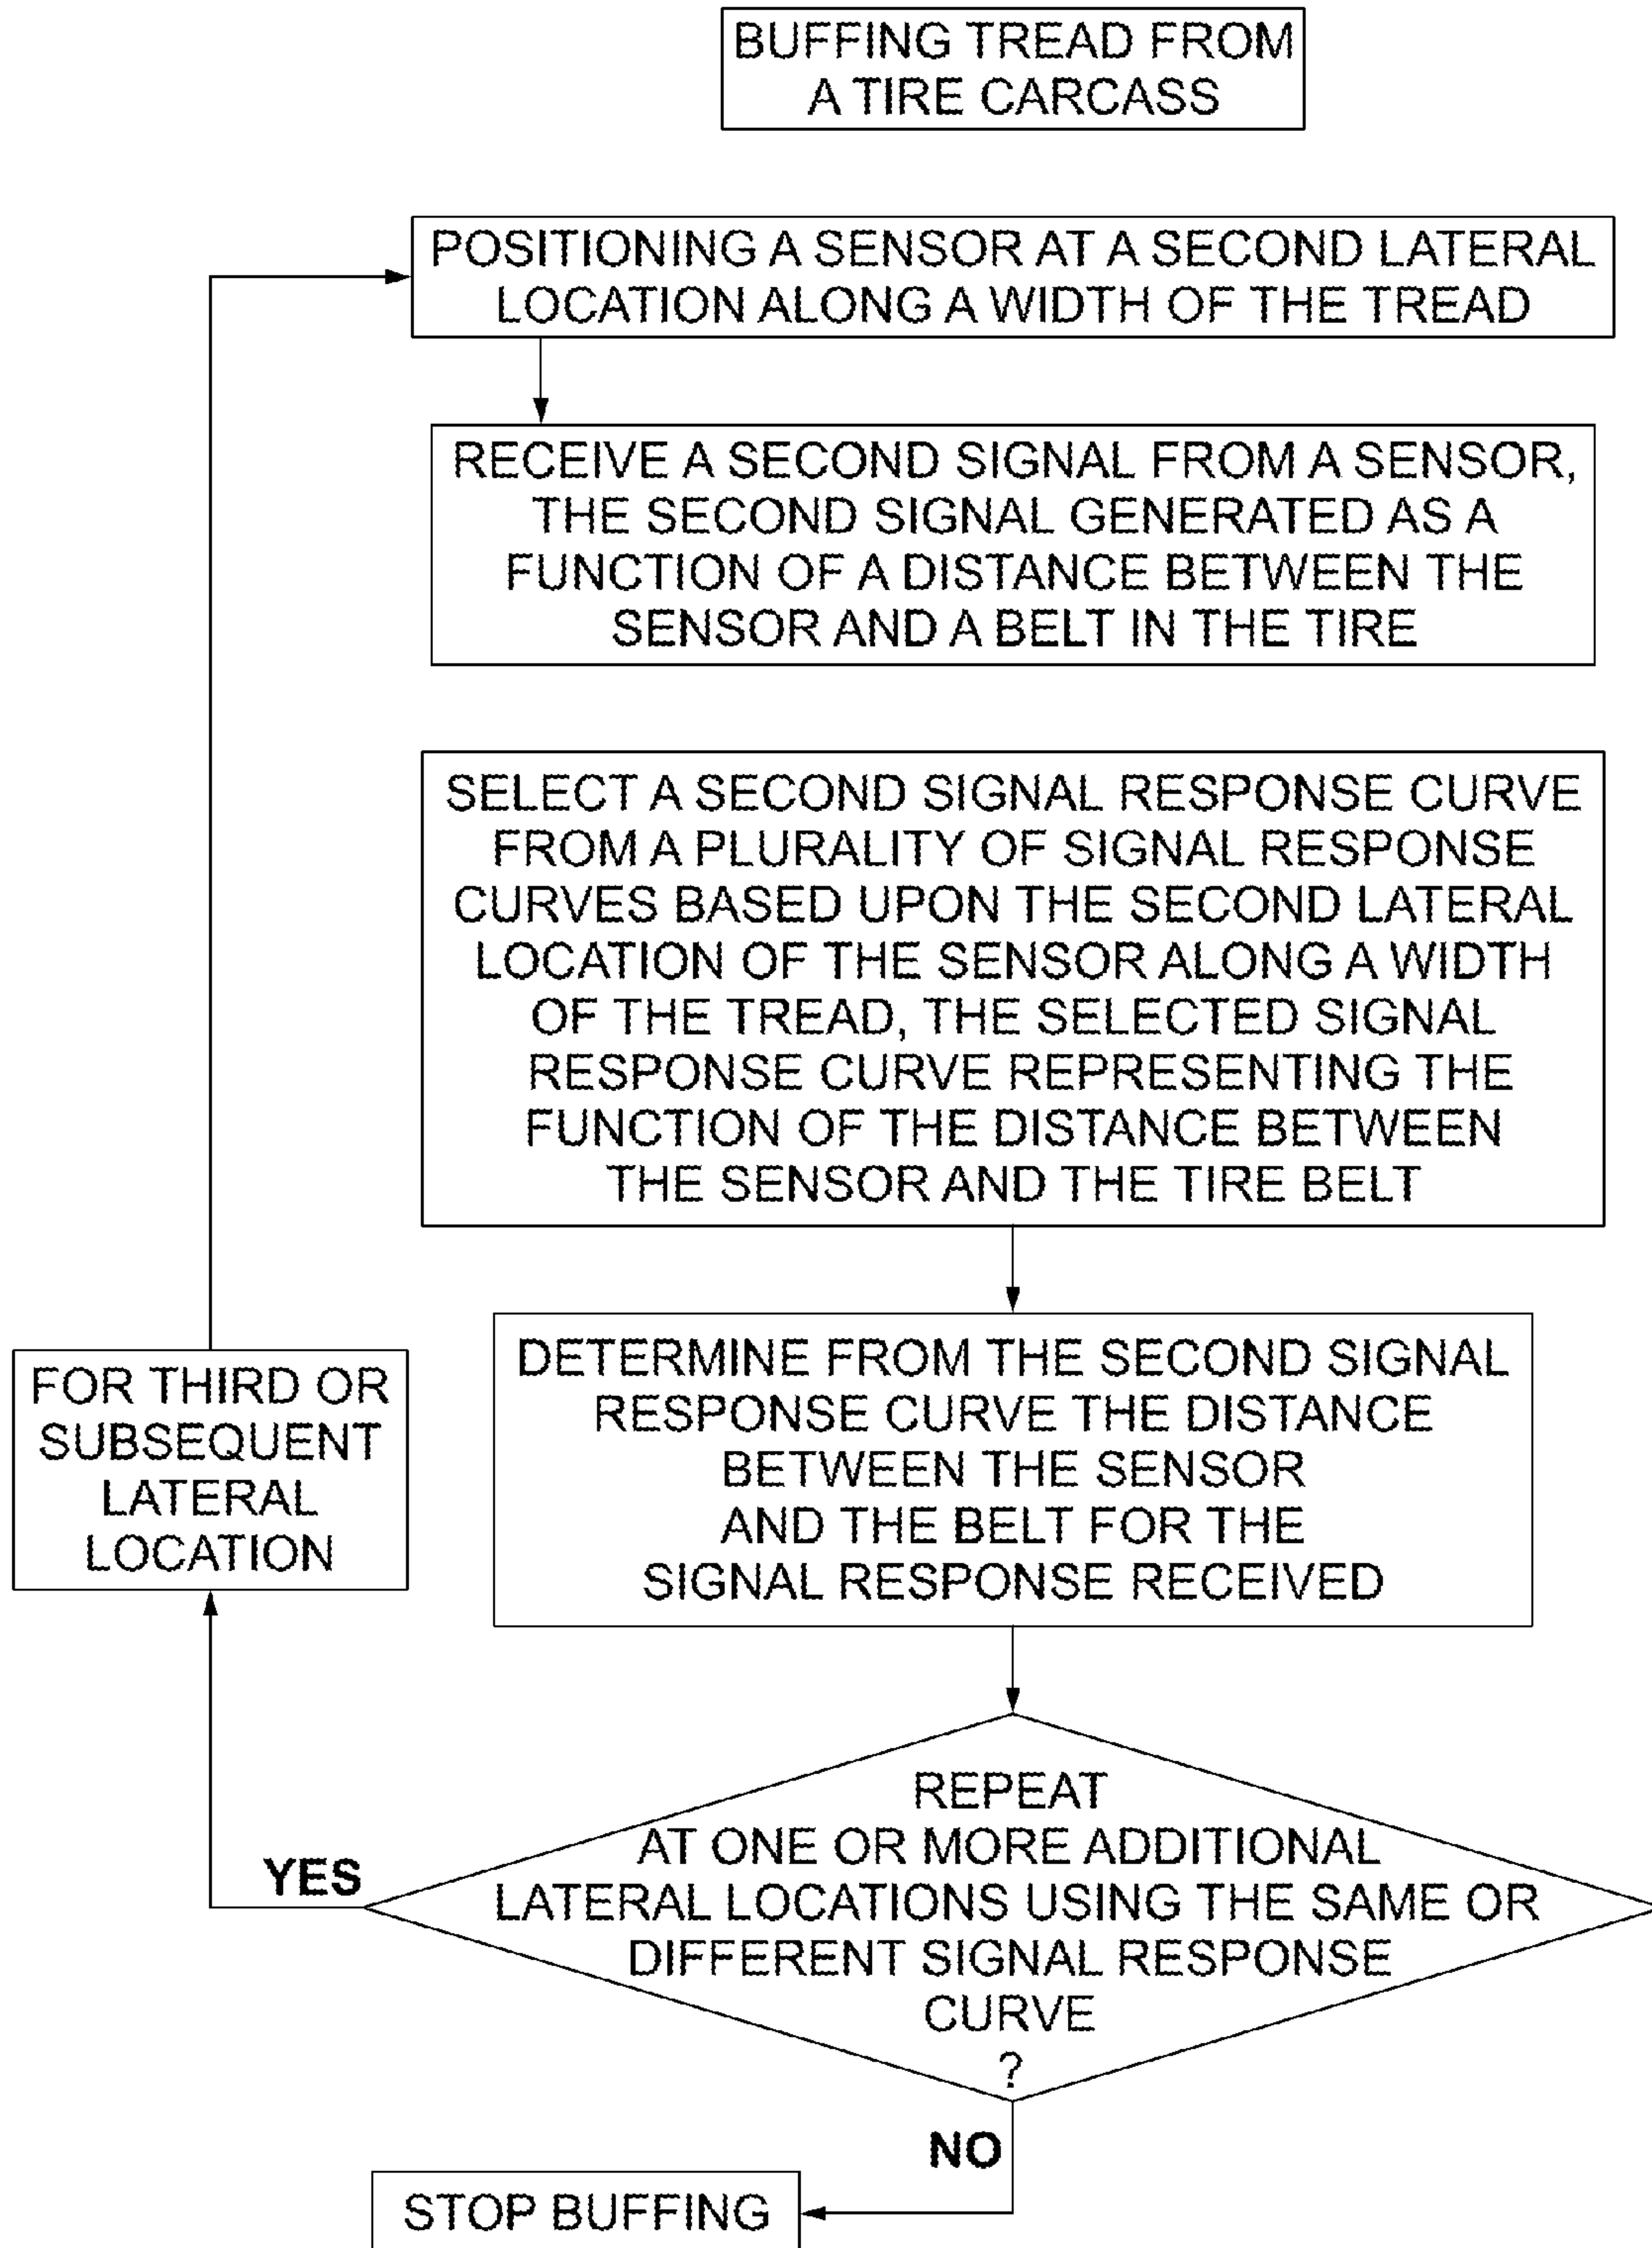 BUFFING TREAD FROM
A TIRE CARCASS
POSITIONING A SENSOR AT A SECOND LATERAL
LOCATION ALONG A WIDTH OF THE TREAD
RECEIVE A SECOND SIGNAL FROM A SENSOR,
THE SECOND SIGNAL GENERATED AS A
FUNCTION OF A DISTANCE BETWEEN THE
SENSOR AND A BELT IN THE TIRE
SELECT A SECOND SIGNAL RESPONSE CURVE
FROM A PLURALITY OF SIGNAL RESPONSE
CURVES BASED UPON THE SECOND LATERAL
LOCATION OF THE SENSOR ALONG A WIDTH
OF THE TREAD, THE SELECTED SIGNAL
RESPONSE CURVE REPRESENTING THE
FUNCTION OF THE DISTANCE BETWEEN
THE SENSOR AND THE TIRE BELT
DETERMINE FROM THE SECOND SIGNAL
RESPONSE CURVE THE DISTANCE
BETWEEN THE SENSOR
AND THE BELT FOR THE
SIGNAL RESPONSE RECEIVED
FOR THIRD OR
SUBSEQUENT
LATERAL
LOCATION
REPEAT
AT ONE OR MORE ADDITIONAL
LATERAL LOCATIONS USING THE SAME OR
DIFFERENT SIGNAL RESPONSE
CURVE
?
YES
NO
STOP BUFFING